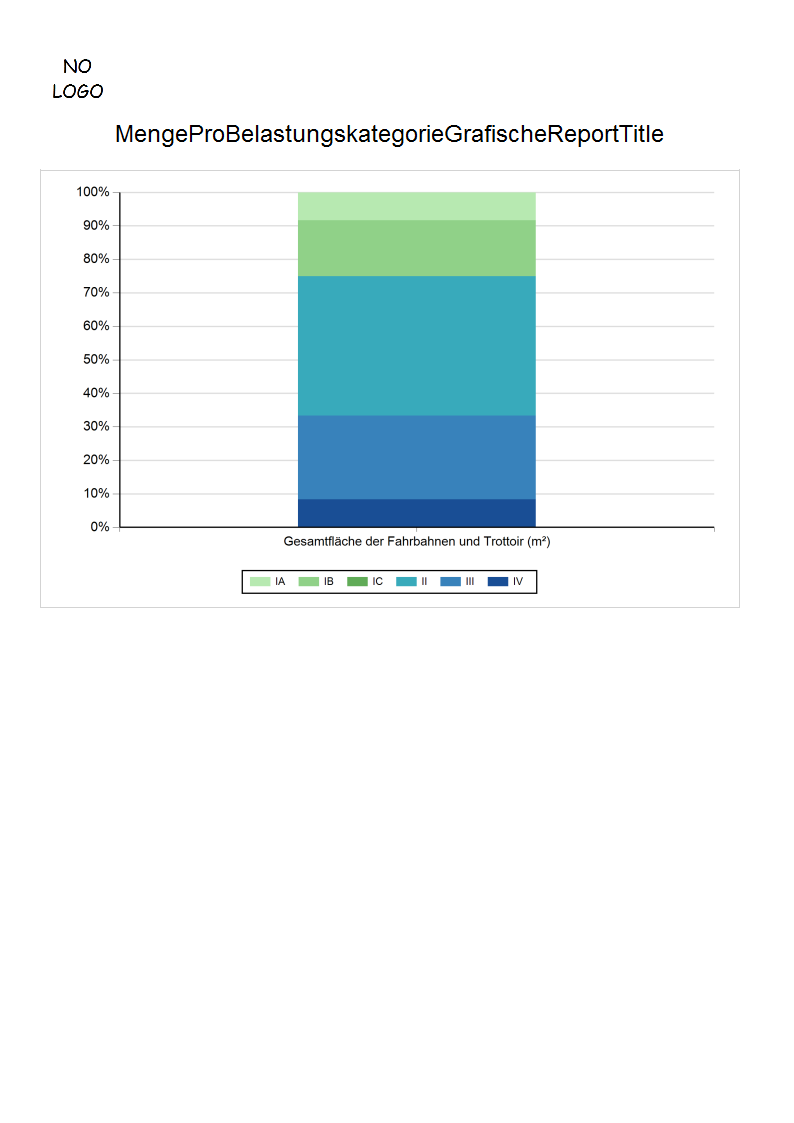 NO
LOGO
MengeProBelastungskategorieGrafischeReportTitle
100%
90%
80%
70%
60%
50%
40%
30%
20%
10%
0%
Gesamtfläche der Fahrbahnen und Trottoir (m²)
IA IB IC II III IV